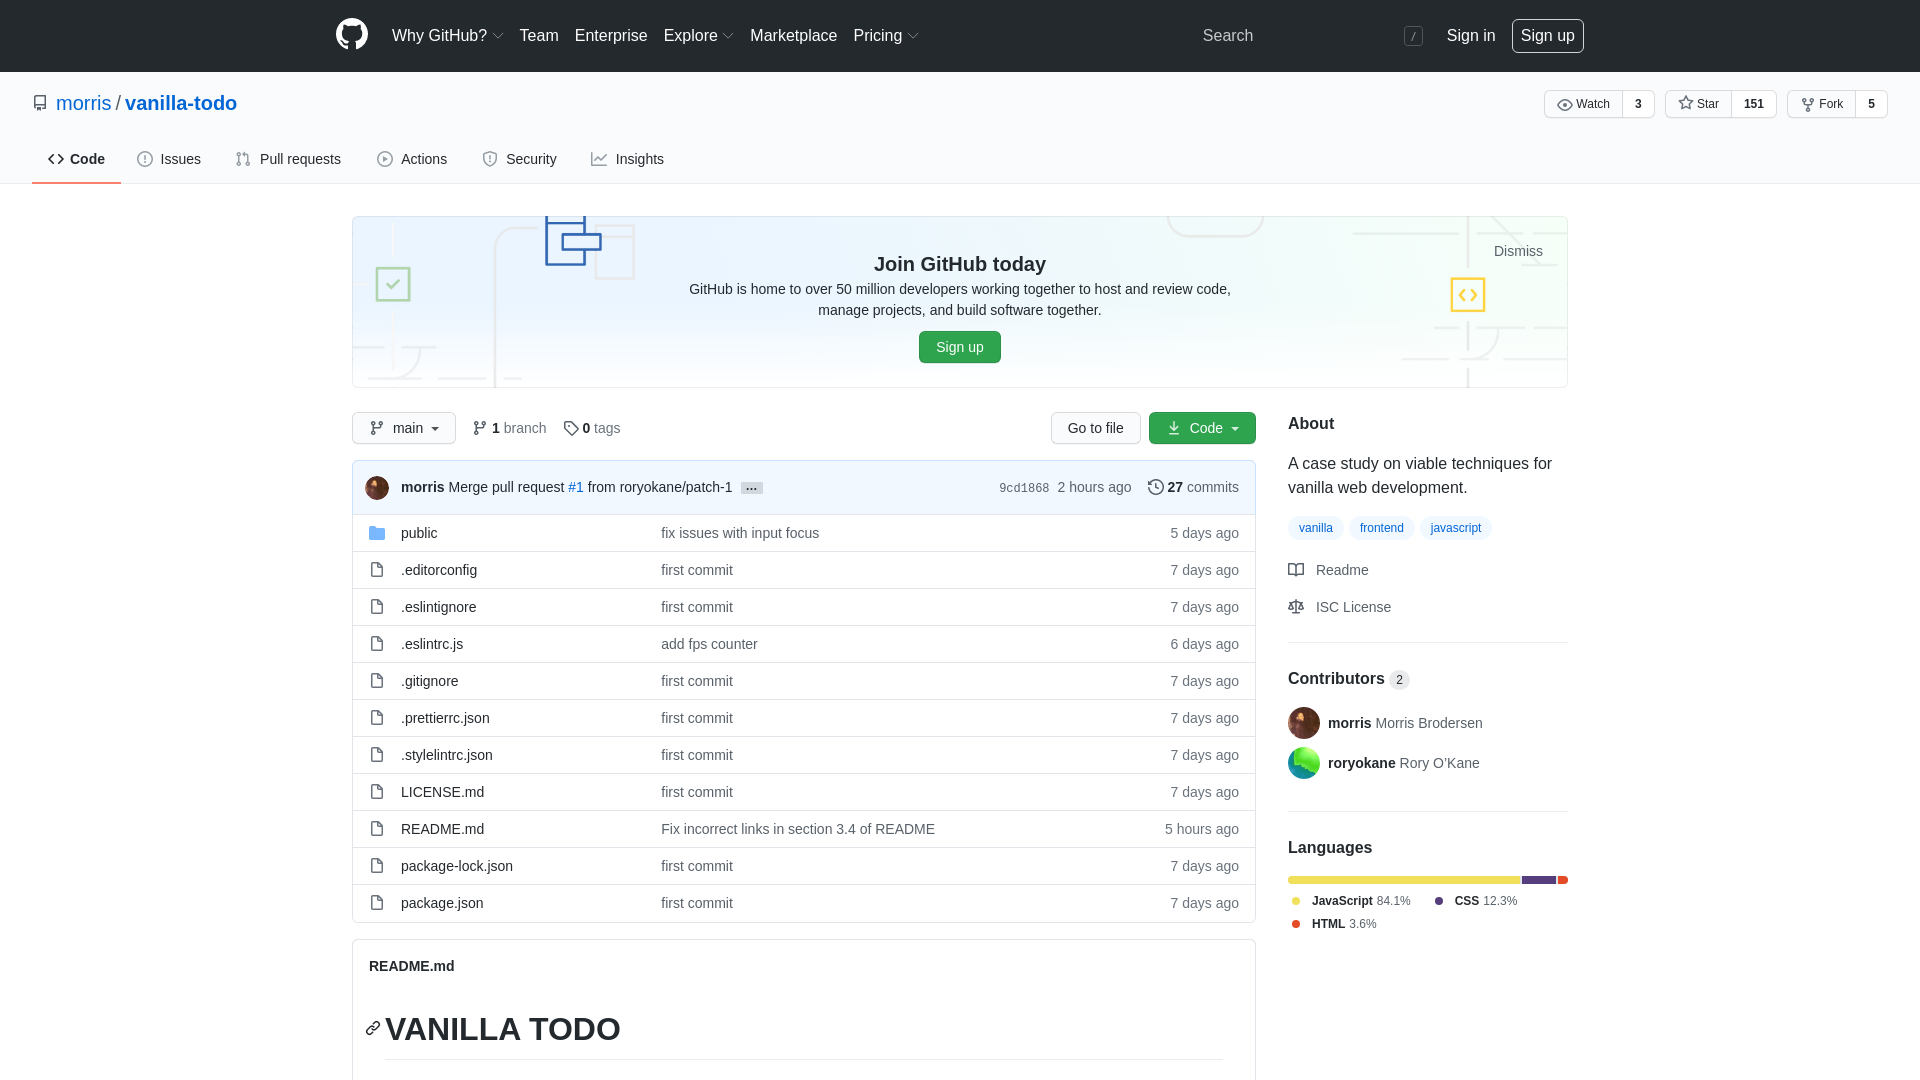 Why GitHub? Team Enterprise Explore Marketplace Pricing Search / Sign in Sign up
morris / vanilla-todo Watch 3 Star 151 Fork 5
Code Issues Pull requests Actions Security Insights
Dismiss
Join GitHub today
GitHub is home to over 50 million developers working together to host and review code,
manage projects, and build software together.
Sign up
main 1 branch 0 tags Go to file Code
morris Merge pull request #1 from roryokane/patch-1 … 9cd1868 2 hours ago 27 commits
public fix issues with input focus 5 days ago
.editorconfig first commit 7 days ago
.eslintignore first commit 7 days ago
.eslintrc.js add fps counter 6 days ago
.gitignore first commit 7 days ago
.prettierrc.json first commit 7 days ago
.stylelintrc.json first commit 7 days ago
LICENSE.md first commit 7 days ago
README.md Fix incorrect links in section 3.4 of README 5 hours ago
package-lock.json first commit 7 days ago
package.json first commit 7 days ago
README.md
VANILLA TODO
About
A case study on viable techniques for
vanilla web development.
vanilla frontend javascript
Readme
ISC License
Contributors 2
morris Morris Brodersen
roryokane Rory O’Kane
Languages
JavaScript 84.1% CSS 12.3%
HTML 3.6%